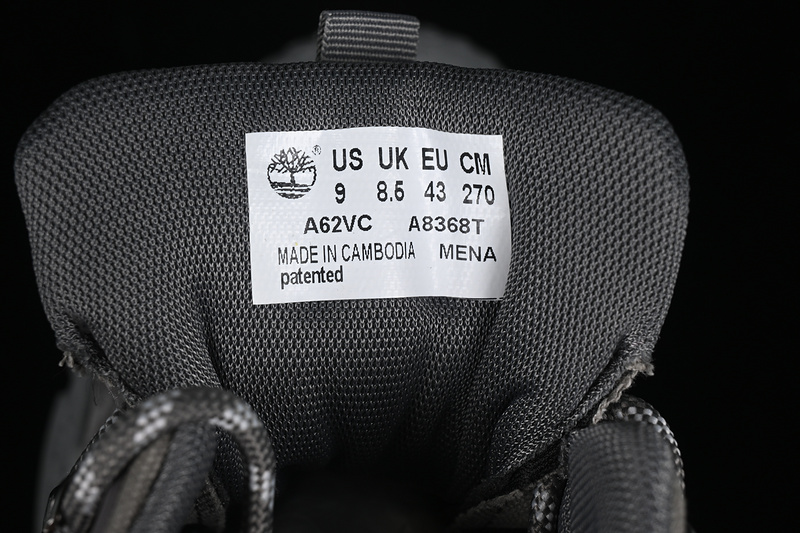 ® US UK EU CM
9 8.5 43 270
A62VC A8368T
MADE IN CAMBODIA MENA
patented